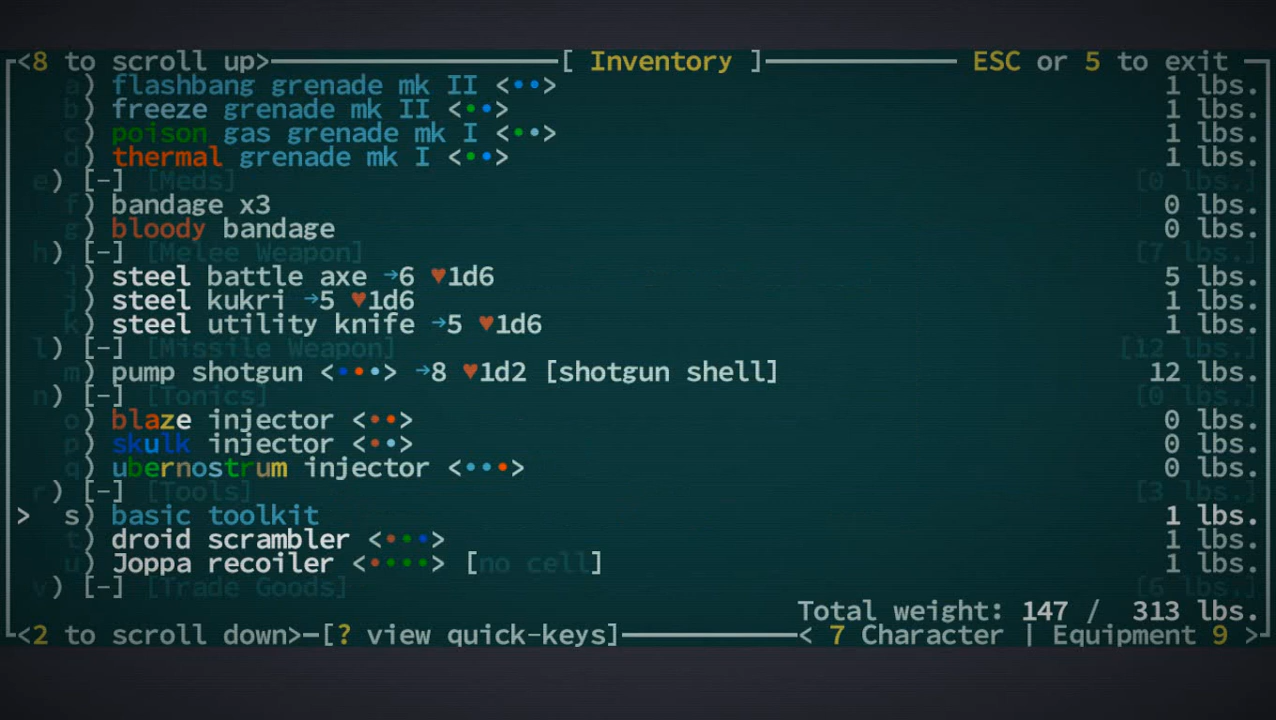 <8 to scroll up> [ Inventory ] ESC or 5 to exit
a) flashbang grenade mk II <••> 1 lbs.
b) freeze grenade mk II <••> 1 lbs.
c) poison gas grenade mk I <••> 1 lbs.
d) thermal grenade mk I <••> 1 lbs.
e) [-] [Meds] [0 lbs.]
f) bandage x3 0 lbs.
g) bloody bandage 0 lbs.
h) [-] [Melee Weapon] [7 lbs.]
i) steel battle axe →6 ♥1d6 5 lbs.
j) steel kukri →5 ♥1d6 1 lbs.
k) steel utility knife →5 ♥1d6 1 lbs.
l) [-] [Missile Weapon] [12 lbs.]
m) pump shotgun <•••> →8 ♥1d2 [shotgun shell] 12 lbs.
n) [-] [Tonics] [0 lbs.]
o) blaze injector <••> 0 lbs.
p) skulk injector <••> 0 lbs.
q) ubernostrum injector <•••> 0 lbs.
r) [-] [Tools] [3 lbs.]
> s) basic toolkit 1 lbs.
t) droid scrambler <•••> 1 lbs.
u) Joppa recoiler <••••> [no cell] 1 lbs.
v) [-] [Trade Goods] [6 lbs.]
Total weight: 147 / 313 lbs.
<2 to scroll down> [? view quick-keys] < 7 Character | Equipment 9 >